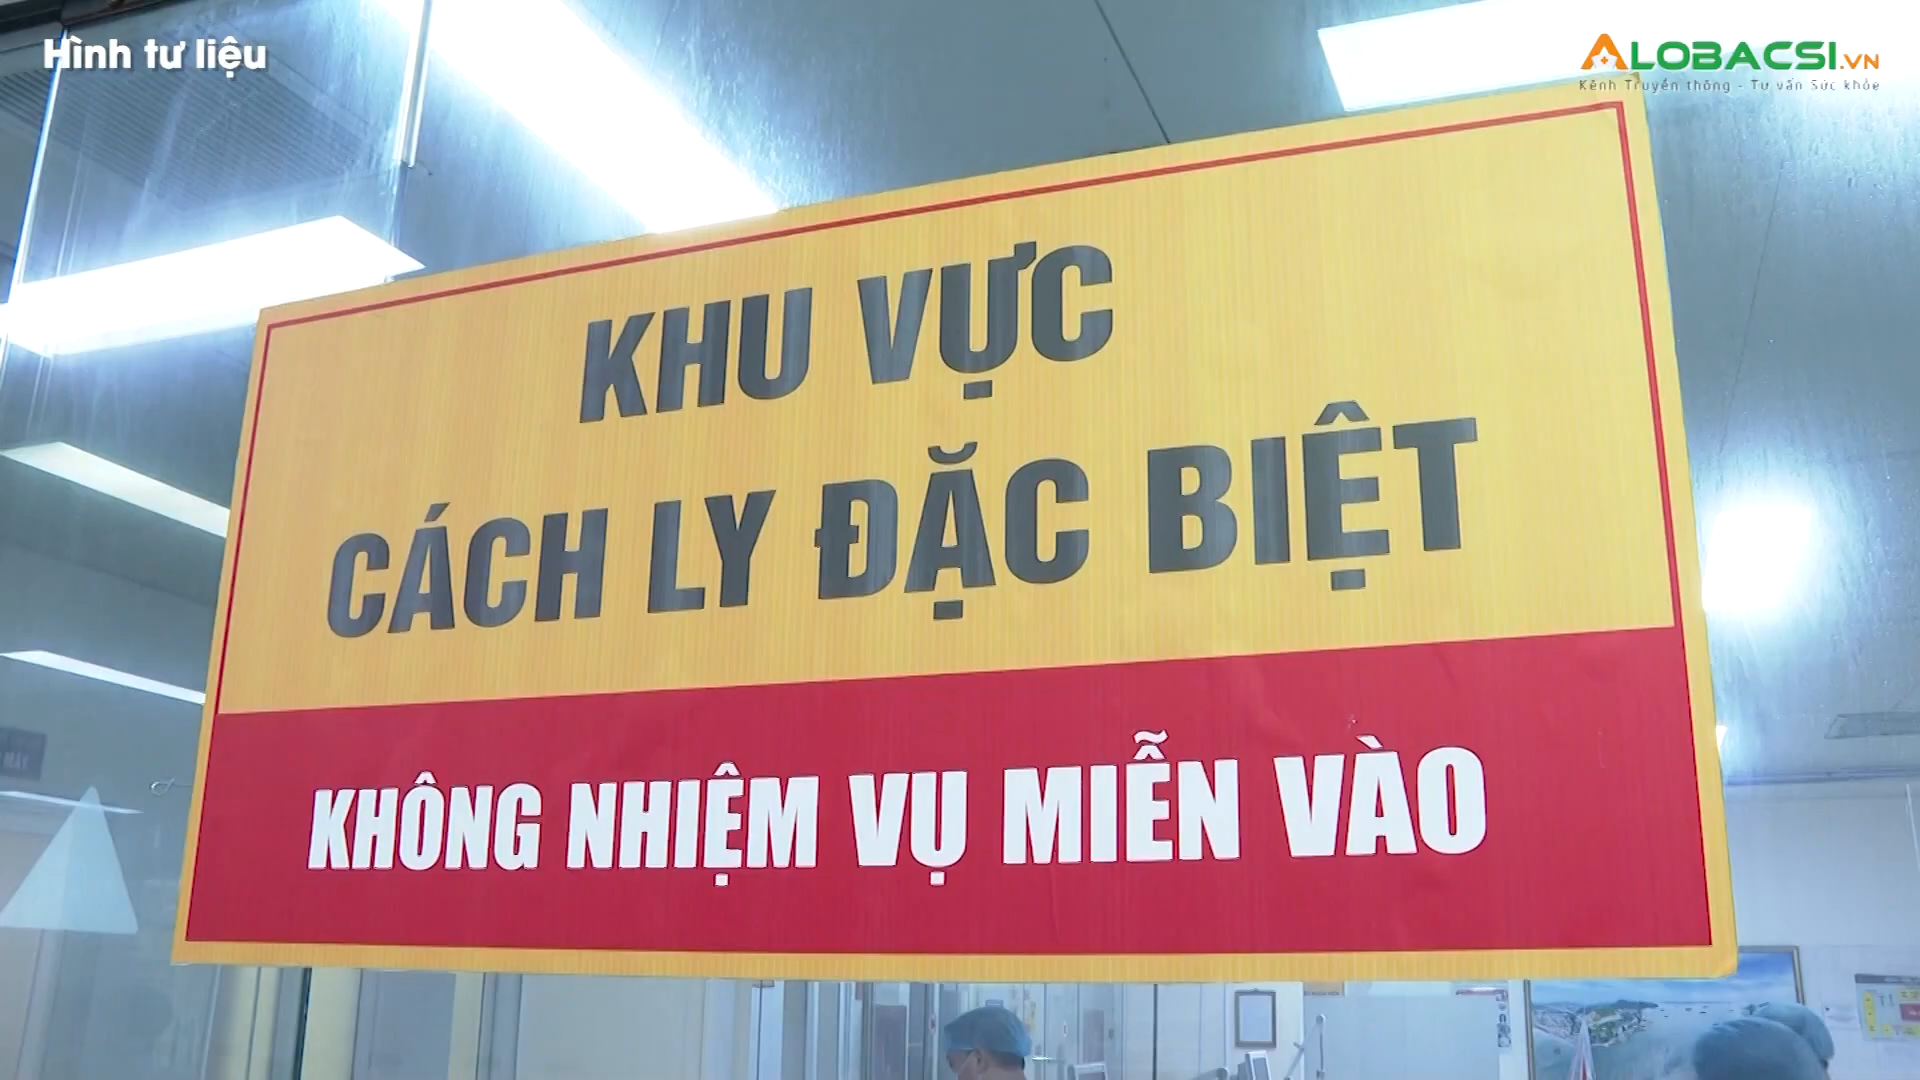 Hình tư liệu
ALOBACSI.VN
Kênh Truyền thông - Tư vấn Sức khỏe
KHU VỰC
CÁCH LY ĐẶC BIỆT
KHÔNG NHIỆM VỤ MIỄN VÀO